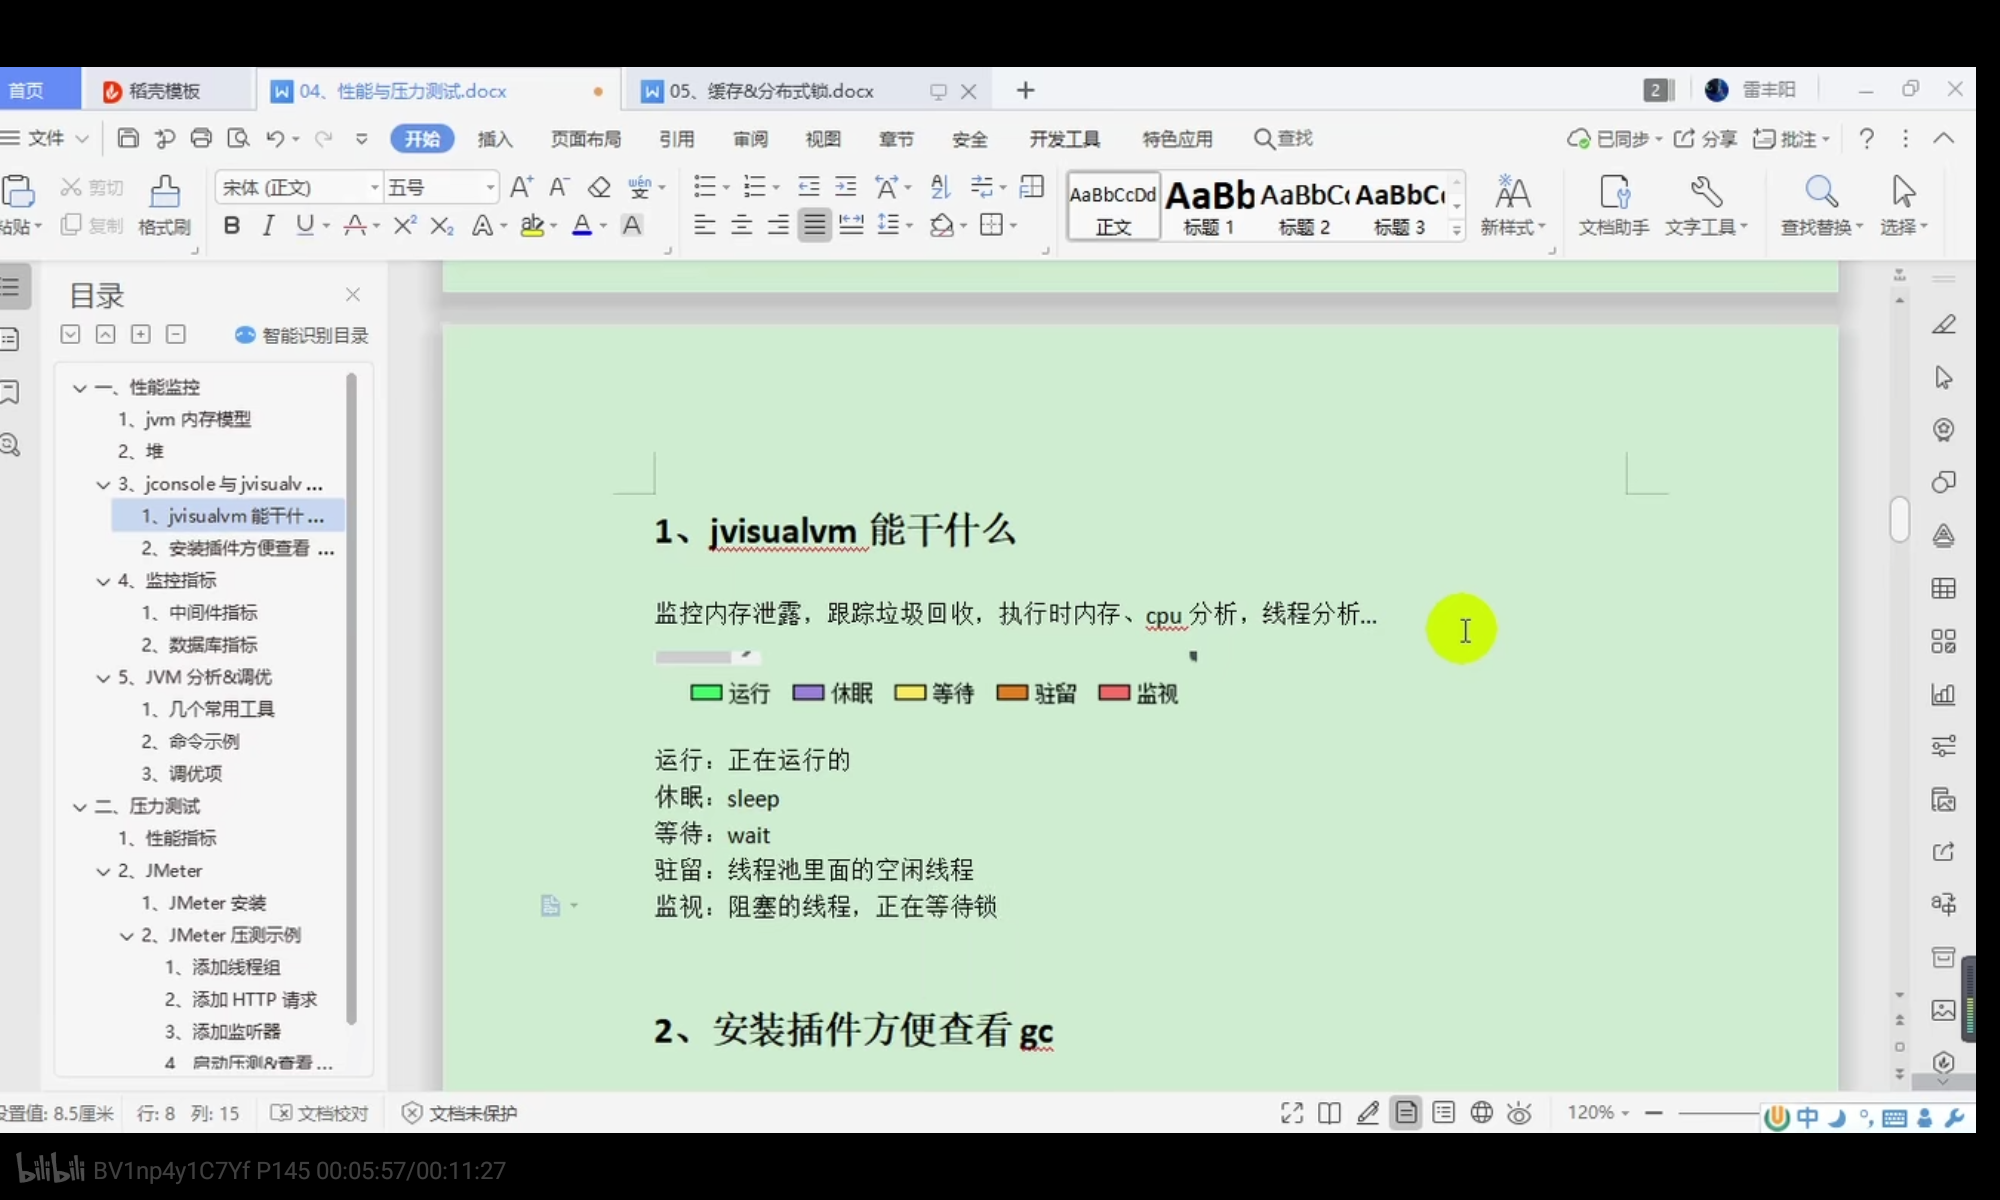 首页
稻壳模板
04、性能与压力测试.docx
05、缓存&分布式锁.docx
2
雷丰阳
文件
开始
插入
页面布局
引用
审阅
视图
章节
安全
开发工具
特色应用
查找
已同步
分享
批注
剪切
复制
格式刷
宋体 (正文)
五号
AaBbCcDd
正文
标题 1
标题 2
标题 3
新样式
文档助手
文字工具
查找替换
选择
目录
智能识别目录
一、性能监控
1、jvm 内存模型
2、堆
3、jconsole 与 jvisualv ...
1、jvisualvm 能干什 ...
2、安装插件方便查看 ...
4、监控指标
1、中间件指标
2、数据库指标
5、JVM 分析&调优
1、几个常用工具
2、命令示例
3、调优项
二、压力测试
1、性能指标
2、JMeter
1、JMeter 安装
2、JMeter 压测示例
1、添加线程组
2、添加 HTTP 请求
3、添加监听器
1、jvisualvm 能干什么
监控内存泄露，跟踪垃圾回收，执行时内存、cpu 分析，线程分析...
运行 休眠 等待 驻留 监视
运行：正在运行的
休眠：sleep
等待：wait
驻留：线程池里面的空闲线程
监视：阻塞的线程，正在等待锁
2、安装插件方便查看 gc
设置值: 8.5厘米
行: 8
列: 15
文档校对
文档未保护
120%
中
bilibili BV1np4y1C7Yf P145 00:05:57/00:11:27